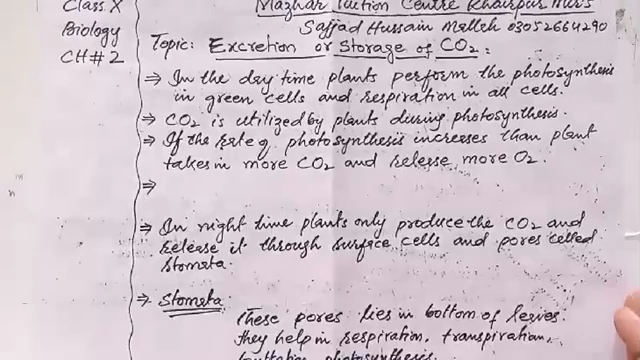 Class X
Mazhar Tuition Centre Khairpur Mir's
Biology
Sajjad Hussain Malleh 03052664290
CH# 2
Topic: Excretion or Storage of CO2:
⇒ In the day time plants perform the photosynthesis
in green cells and respiration in all cells.
⇒ CO2 is utilized by plants during photosynthesis.
⇒ If the rate of photosynthesis increases than plant
takes in more CO2 and release more O2.
⇒
⇒ In night time plants only produce the CO2 and
release it through surface cells and pores called
Stomata.
⇒ Stomata:
These pores lies in bottom of leaves
they help in respiration, transpiration,
photosynthesis.